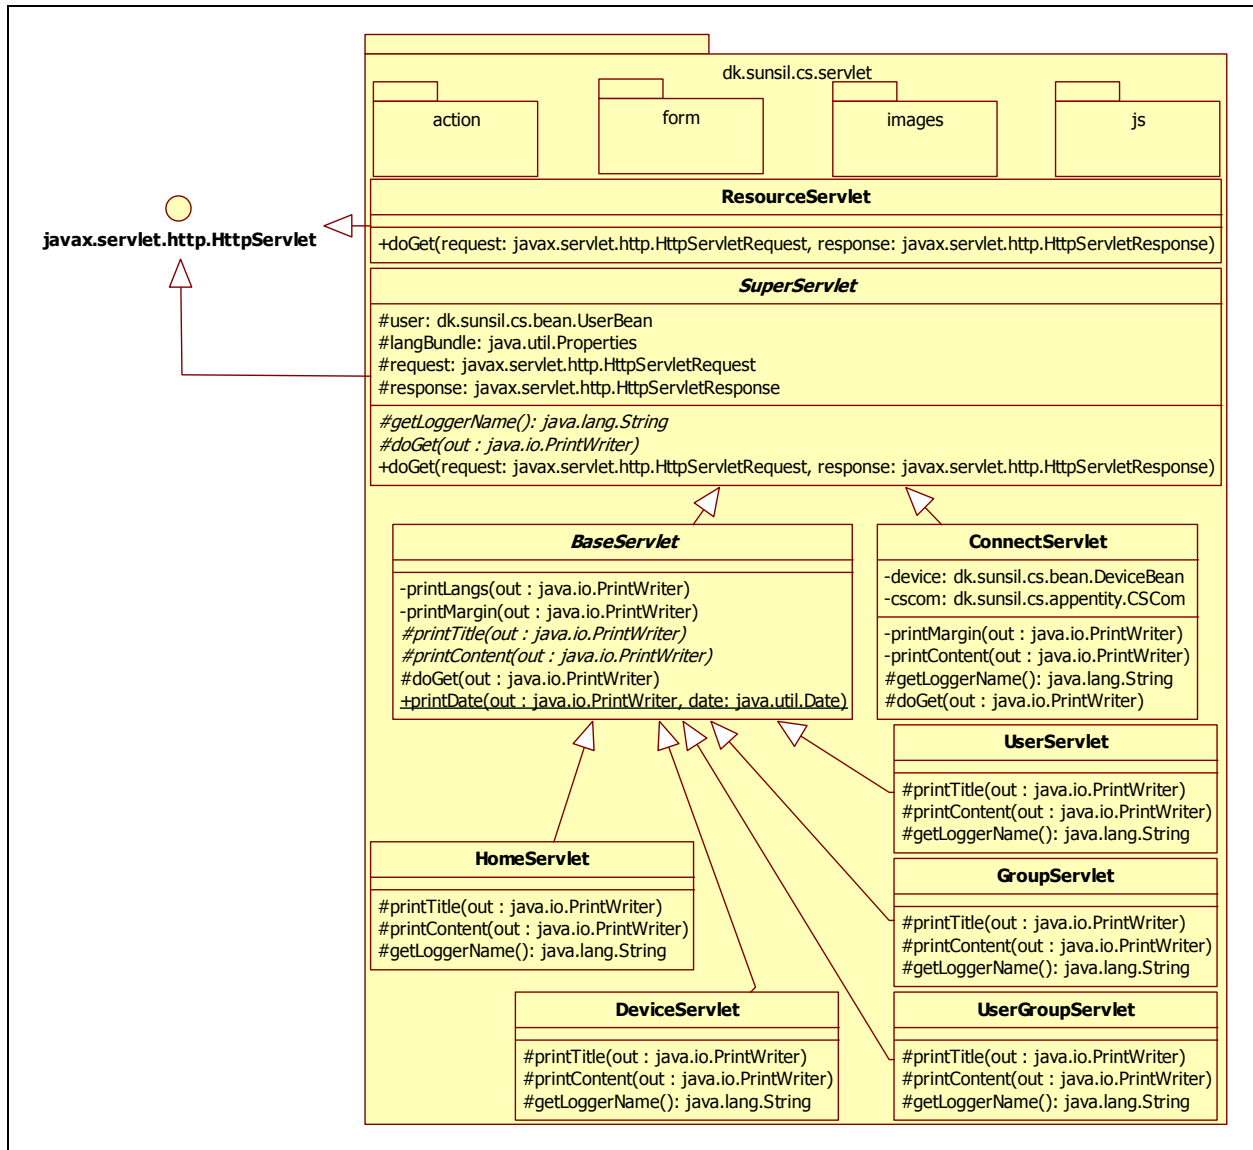 dk.sunsil.cs.servlet
action
form
images
js
javax.servlet.http.HttpServlet
ResourceServlet
+doGet(request: javax.servlet.http.HttpServletRequest, response: javax.servlet.http.HttpServletResponse)
SuperServlet
#user: dk.sunsil.cs.bean.UserBean
#langBundle: java.util.Properties
#request: javax.servlet.http.HttpServletRequest
#response: javax.servlet.http.HttpServletResponse
#getLoggerName(): java.lang.String
#doGet(out : java.io.PrintWriter)
+doGet(request: javax.servlet.http.HttpServletRequest, response: javax.servlet.http.HttpServletResponse)
BaseServlet
-printLangs(out : java.io.PrintWriter)
-printMargin(out : java.io.PrintWriter)
#printTitle(out : java.io.PrintWriter)
#printContent(out : java.io.PrintWriter)
#doGet(out : java.io.PrintWriter)
+printDate(out : java.io.PrintWriter, date: java.util.Date)
ConnectServlet
-device: dk.sunsil.cs.bean.DeviceBean
-cscom: dk.sunsil.cs.appentity.CSCom
-printMargin(out : java.io.PrintWriter)
-printContent(out : java.io.PrintWriter)
#getLoggerName(): java.lang.String
#doGet(out : java.io.PrintWriter)
UserServlet
#printTitle(out : java.io.PrintWriter)
#printContent(out : java.io.PrintWriter)
#getLoggerName(): java.lang.String
HomeServlet
#printTitle(out : java.io.PrintWriter)
#printContent(out : java.io.PrintWriter)
#getLoggerName(): java.lang.String
GroupServlet
#printTitle(out : java.io.PrintWriter)
#printContent(out : java.io.PrintWriter)
#getLoggerName(): java.lang.String
DeviceServlet
#printTitle(out : java.io.PrintWriter)
#printContent(out : java.io.PrintWriter)
#getLoggerName(): java.lang.String
UserGroupServlet
#printTitle(out : java.io.PrintWriter)
#printContent(out : java.io.PrintWriter)
#getLoggerName(): java.lang.String